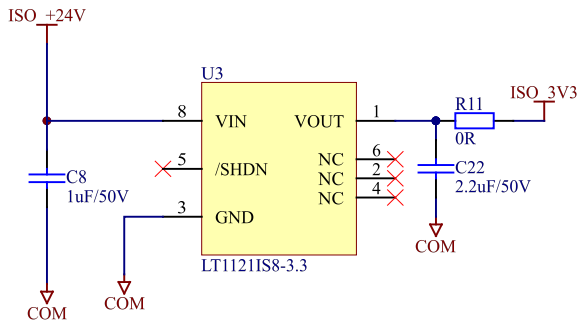 ISO_+24V
U3
8
VIN
VOUT
1
R11
0R
ISO_3V3
C8
1uF/50V
5
/SHDN
NC
6
NC
2
NC
4
C22
2.2uF/50V
3
GND
LT1121IS8-3.3
COM
COM
COM